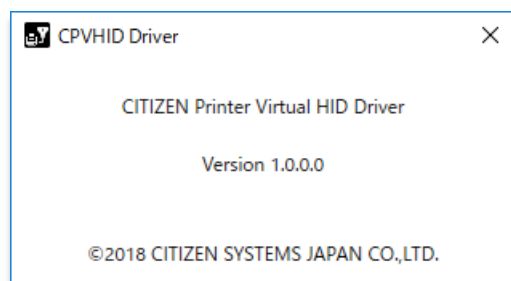 CPVHID Driver
CITIZEN Printer Virtual HID Driver
Version 1.0.0.0
©2018 CITIZEN SYSTEMS JAPAN CO.,LTD.